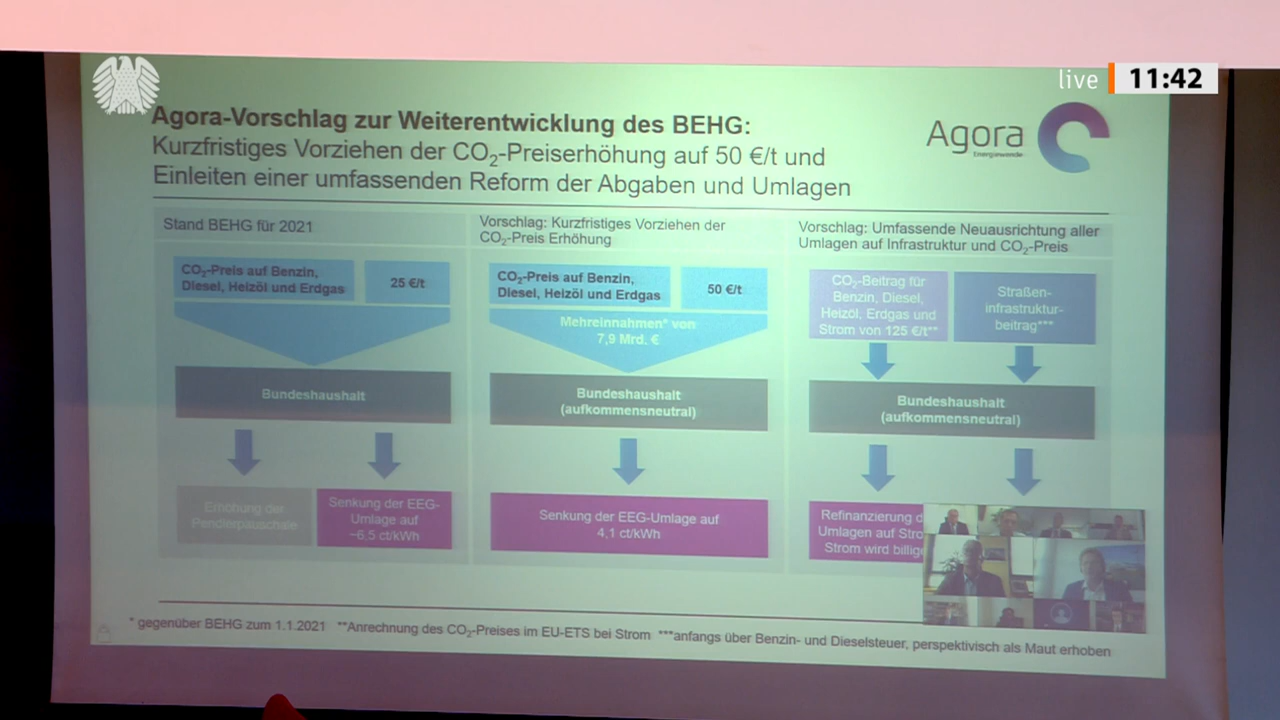 live 11:42
Agora-Vorschlag zur Weiterentwicklung des BEHG:
Kurzfristiges Vorziehen der CO₂-Preiserhöhung auf 50 €/t und
Einleiten einer umfassenden Reform der Abgaben und Umlagen
Agora
Energiewende
Stand BEHG für 2021
CO₂-Preis auf Benzin,
Diesel, Heizöl und Erdgas
25 €/t
Bundeshaushalt
Erhöhung der
Pendlerpauschale
Senkung der EEG-
Umlage auf
~6,5 ct/kWh
Vorschlag: Kurzfristiges Vorziehen der
CO₂-Preis Erhöhung
CO₂-Preis auf Benzin,
Diesel, Heizöl und Erdgas
50 €/t
Mehreinnahmen* von
7,9 Mrd. €
Bundeshaushalt
(aufkommensneutral)
Senkung der EEG-Umlage auf
4,1 ct/kWh
Vorschlag: Umfassende Neuausrichtung aller
Umlagen auf Infrastruktur und CO₂-Preis
CO₂-Beitrag für
Benzin, Diesel,
Heizöl, Erdgas und
Strom von 125 €/t**
Straßen-
infrastruktur-
beitrag***
Bundeshaushalt
(aufkommensneutral)
Refinanzierung
Umlagen auf
Strom wird
* gegenüber BEHG zum 1.1.2021 **Anrechnung des CO₂-Preises im EU-ETS bei Strom ***anfangs über Benzin- und Dieselsteuer, perspektivisch als Maut erhoben